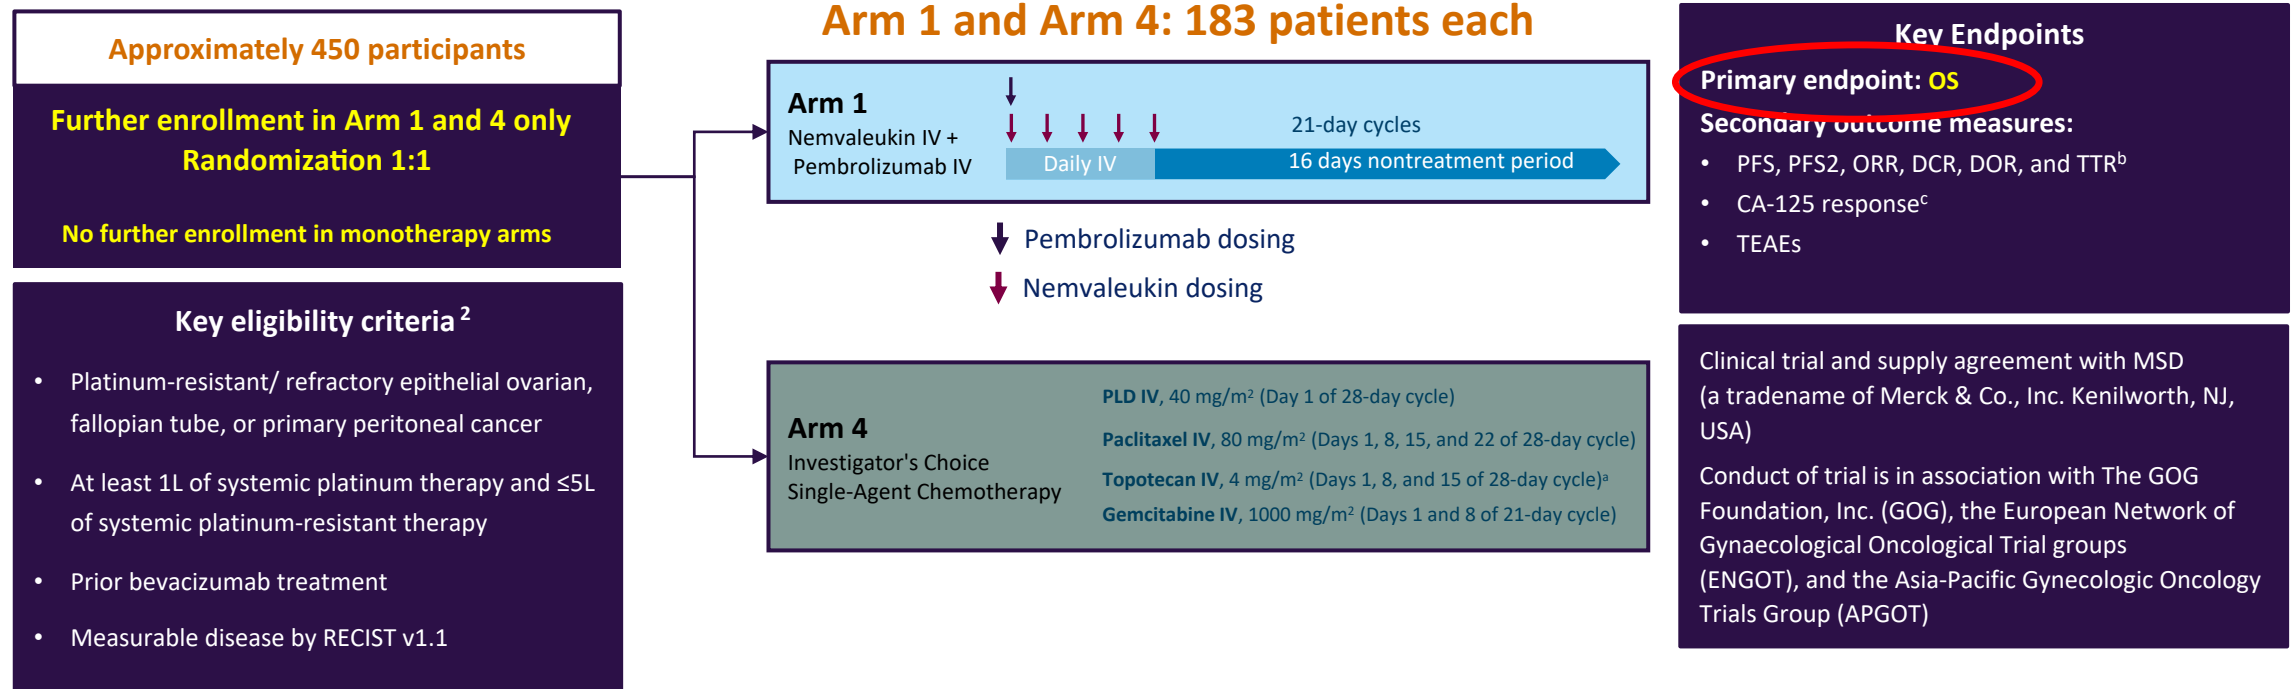 Approximately 450 participants
Further enrollment in Arm 1 and 4 only
Randomization 1:1
No further enrollment in monotherapy arms
Key eligibility criteria ²
• Platinum-resistant/ refractory epithelial ovarian,
fallopian tube, or primary peritoneal cancer
• At least 1L of systemic platinum therapy and ≤5L
of systemic platinum-resistant therapy
• Prior bevacizumab treatment
• Measurable disease by RECIST v1.1
Arm 1 and Arm 4: 183 patients each
Arm 1
Nemvaleukin IV +
Pembrolizumab IV
21-day cycles
Daily IV
16 days nontreatment period
Pembrolizumab dosing
Nemvaleukin dosing
Arm 4
Investigator's Choice
Single-Agent Chemotherapy
PLD IV, 40 mg/m² (Day 1 of 28-day cycle)
Paclitaxel IV, 80 mg/m² (Days 1, 8, 15, and 22 of 28-day cycle)
Topotecan IV, 4 mg/m² (Days 1, 8, and 15 of 28-day cycle)ᵃ
Gemcitabine IV, 1000 mg/m² (Days 1 and 8 of 21-day cycle)
Key Endpoints
Primary endpoint: OS
Secondary outcome measures:
• PFS, PFS2, ORR, DCR, DOR, and TTRᵇ
• CA-125 responseᶜ
• TEAEs
Clinical trial and supply agreement with MSD
(a tradename of Merck & Co., Inc. Kenilworth, NJ,
USA)
Conduct of trial is in association with The GOG
Foundation, Inc. (GOG), the European Network of
Gynaecological Oncological Trial groups
(ENGOT), and the Asia-Pacific Gynecologic Oncology
Trials Group (APGOT)